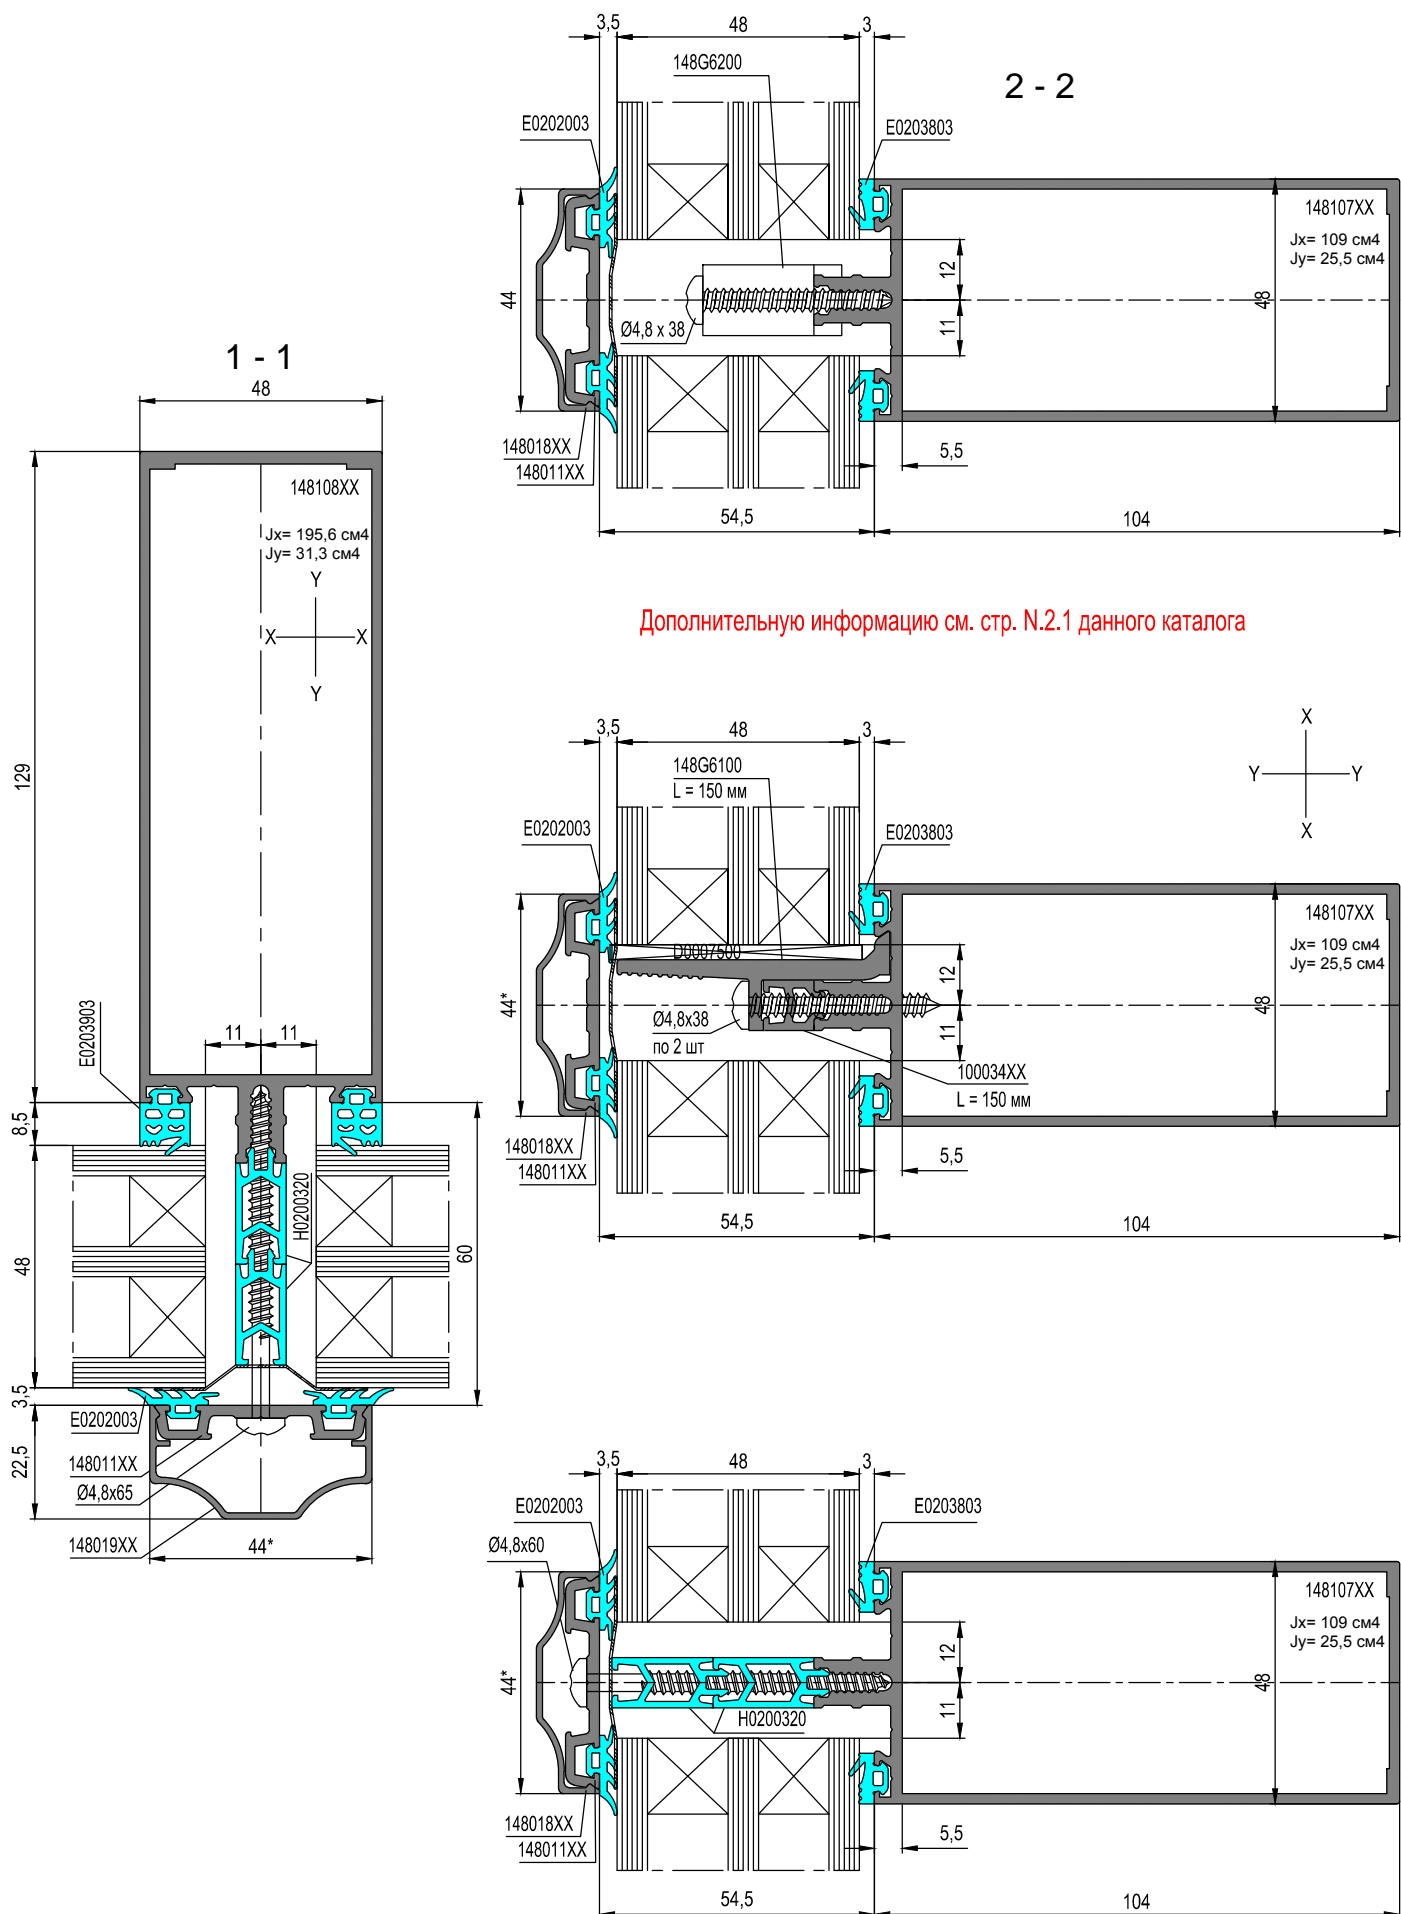 3,5
48
3
148G6200
2 - 2
E0202003
E0203803
148107XX
Jx= 109 см4
Jy= 25,5 см4
44
12
11
48
Ø4,8 x 38
148018XX
148011XX
5,5
54,5
104
1 - 1
48
148108XX
Jx= 195,6 см4
Jy= 31,3 см4
Y
X
X
Y
129
E0203903
11
11
8,5
H0200320
48
60
3,5
E0202003
22,5
148011XX
Ø4,8x65
148019XX
44*
Дополнительную информацию см. стр. N.2.1 данного каталога
3,5
48
3
148G6100
L = 150 мм
X
Y
Y
X
E0202003
E0203803
148107XX
Jx= 109 см4
Jy= 25,5 см4
D0007500
44*
12
11
48
Ø4,8x38
по 2 шт
100034XX
L = 150 мм
148018XX
148011XX
5,5
54,5
104
3,5
48
3
E0202003
E0203803
Ø4,8x60
148107XX
Jx= 109 см4
Jy= 25,5 см4
44*
12
11
48
H0200320
148018XX
148011XX
5,5
54,5
104